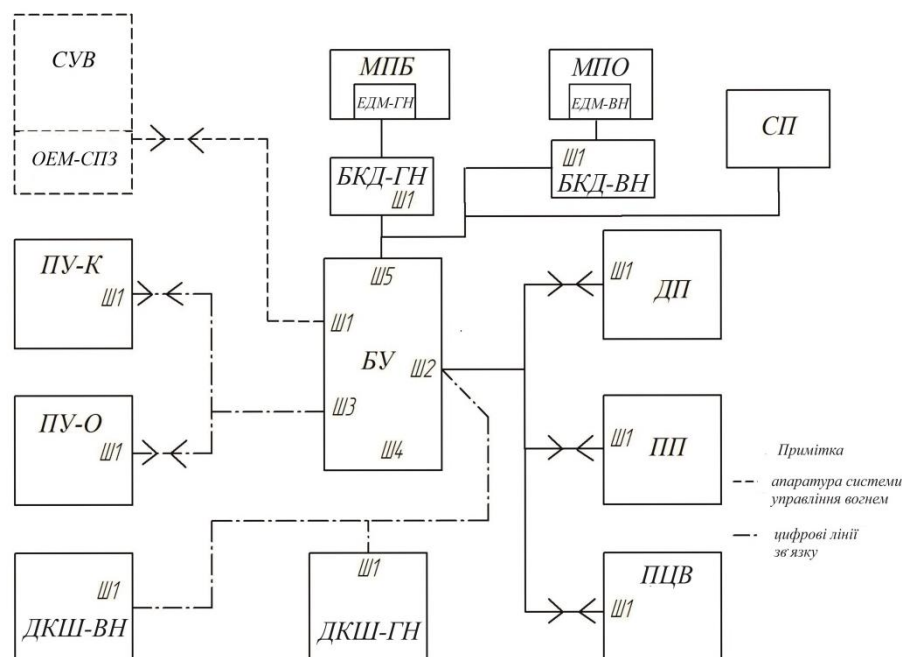 СУВ
ОЕМ-СПЗ
МПБ
ЕДМ-ГН
МПО
ЕДМ-ВН
СП
БКД-ГН
Ш1
Ш1
БКД-ВН
ПУ-К
Ш1
Ш5
Ш1
БУ
Ш2
Ш3
Ш4
Ш1
ДП
ПУ-О
Ш1
Ш1
ПП
Примітка
апаратура системи
управління вогнем
цифрові лінії
зв язку
Ш1
ДКШ-ВН
Ш1
ДКШ-ГН
ПЦВ
Ш1